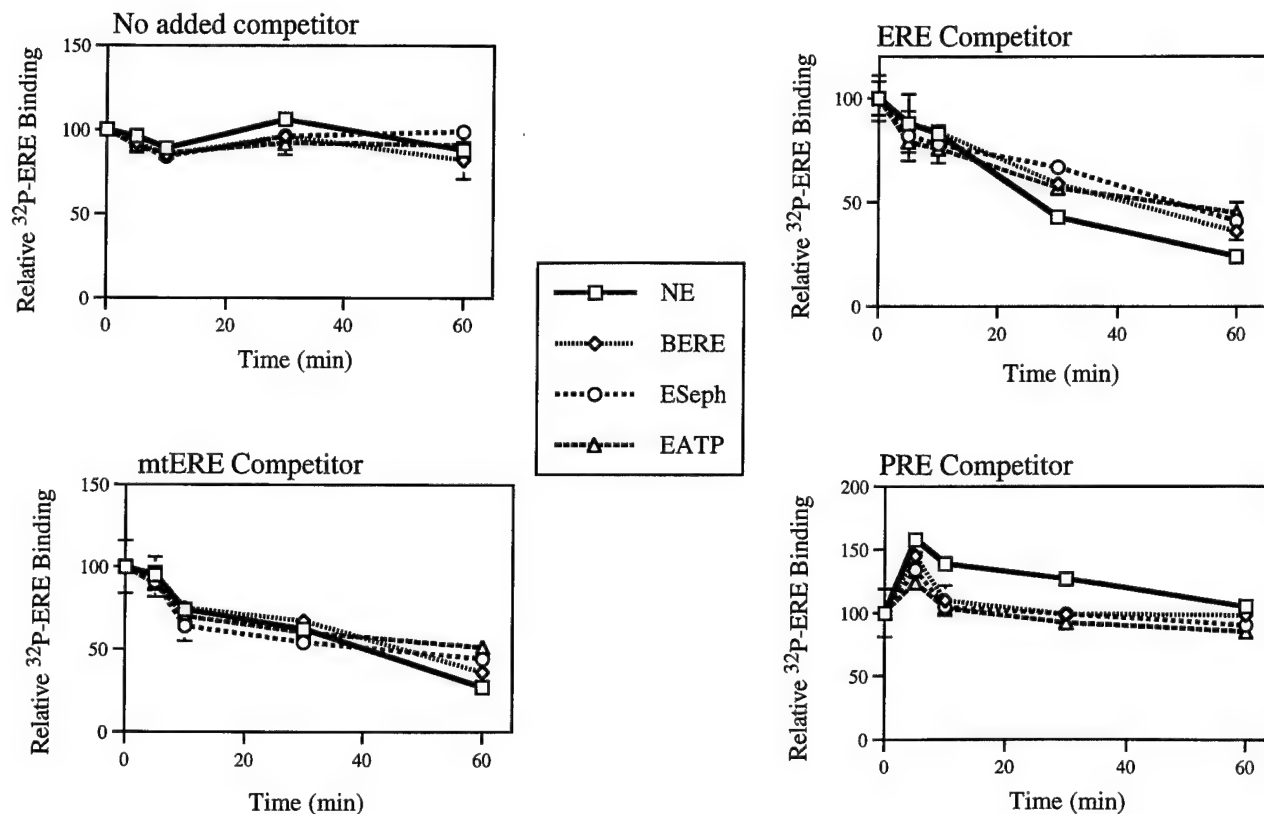 No added competitor
Relative 32P-ERE Binding
150
100
50
0
0 20 40 60
Time (min)
ERE Competitor
Relative 32P-ERE Binding
100
50
0
0 20 40 60
Time (min)
NE
BERE
ESeph
EATP
mtERE Competitor
Relative 32P-ERE Binding
150
100
50
0
0 20 40 60
Time (min)
PRE Competitor
Relative 32P-ERE Binding
200
150
100
50
0
0 20 40 60
Time (min)